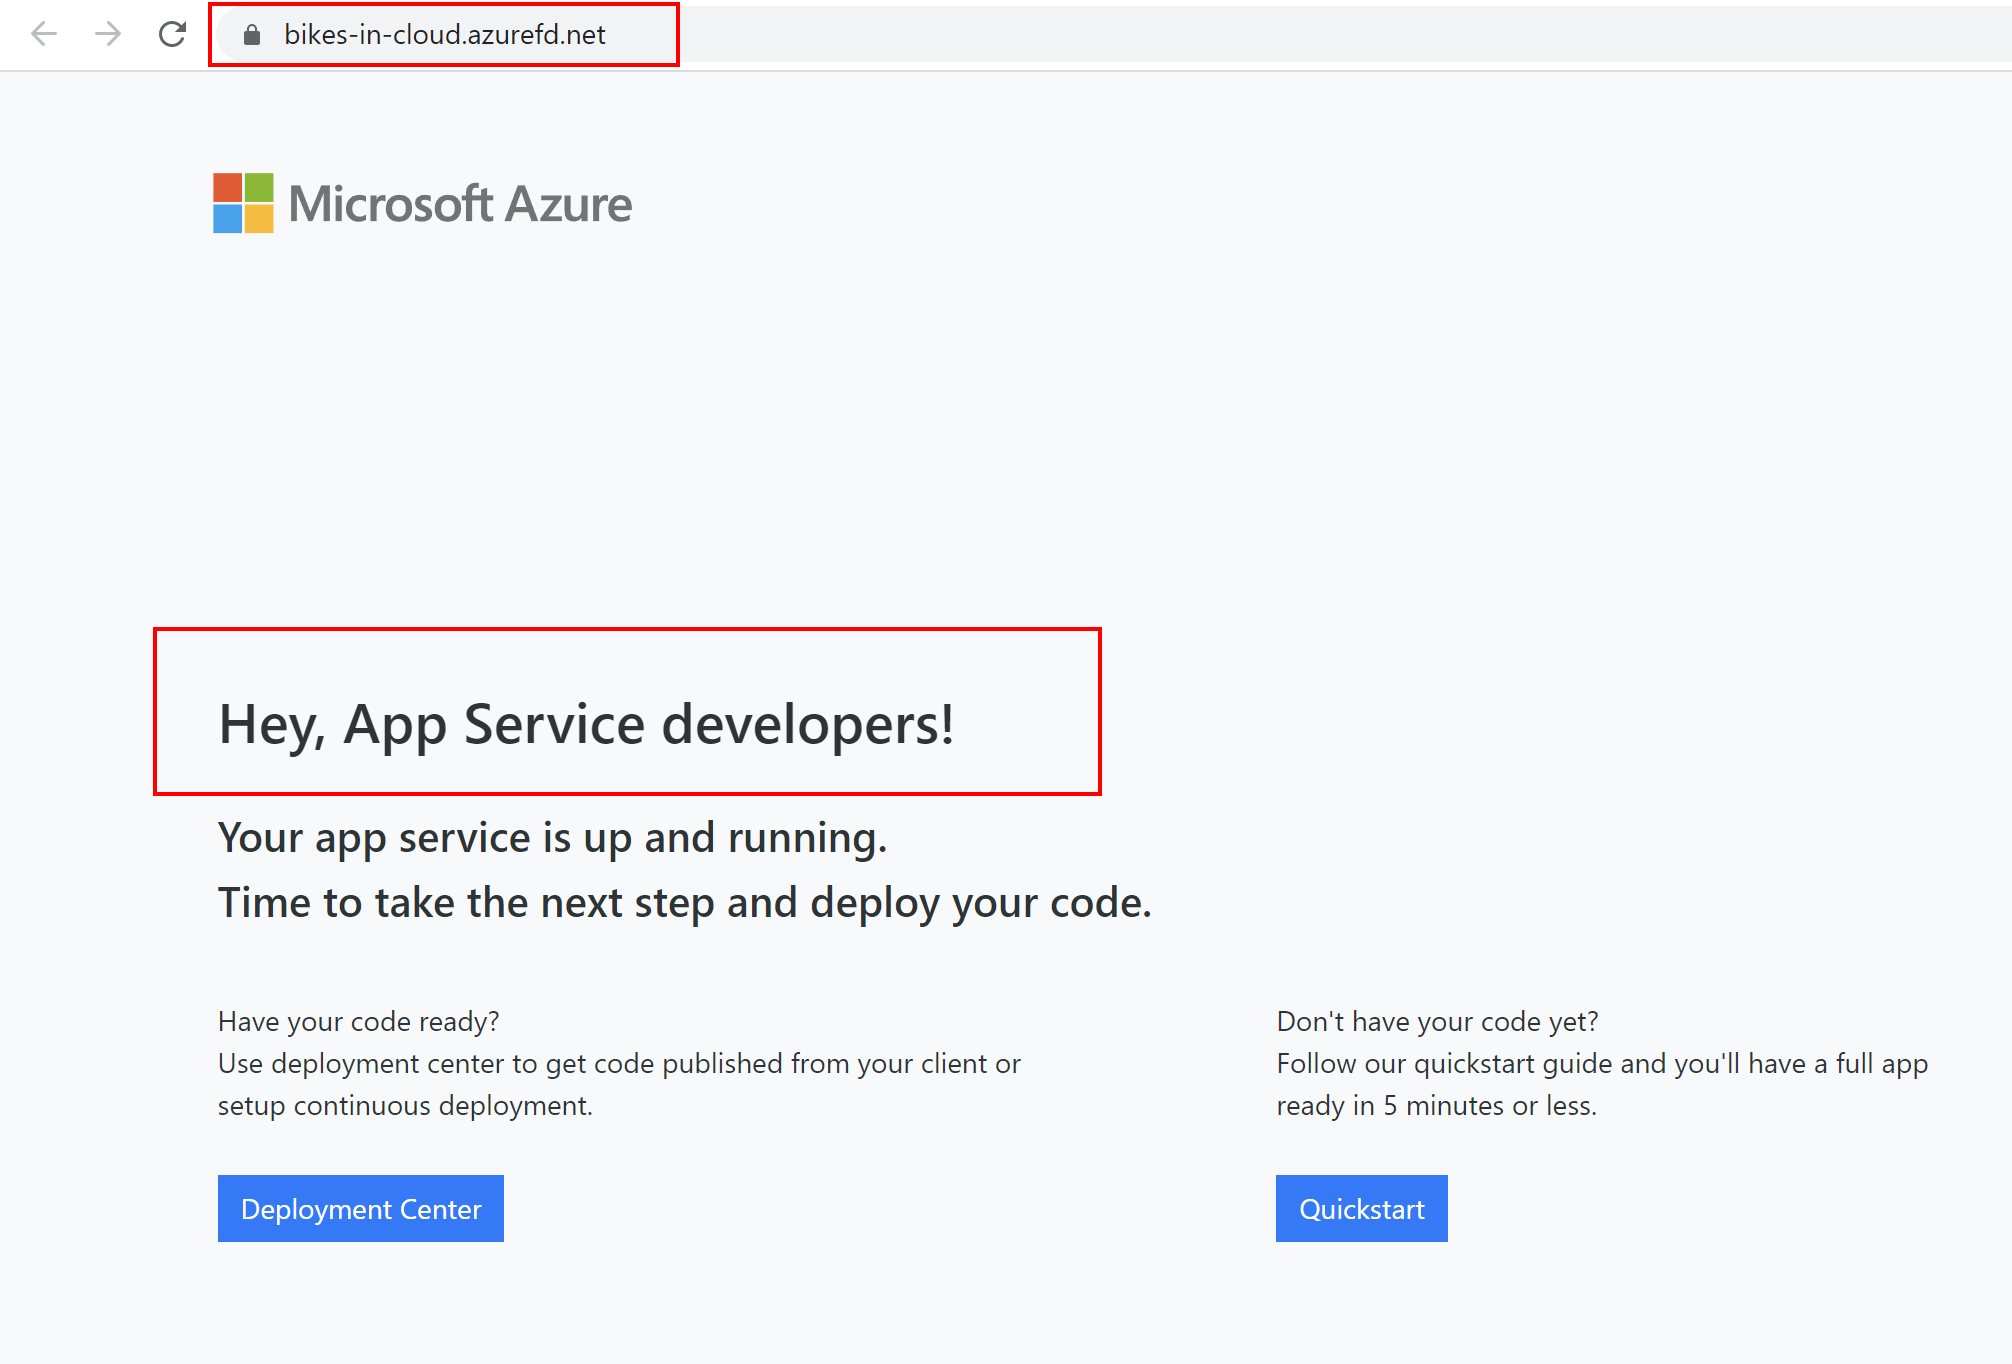 bikes-in-cloud.azurefd.net
Microsoft Azure
Hey, App Service developers!
Your app service is up and running.
Time to take the next step and deploy your code.
Have your code ready?
Use deployment center to get code published from your client or
setup continuous deployment.
Deployment Center
Don't have your code yet?
Follow our quickstart guide and you'll have a full app
ready in 5 minutes or less.
Quickstart